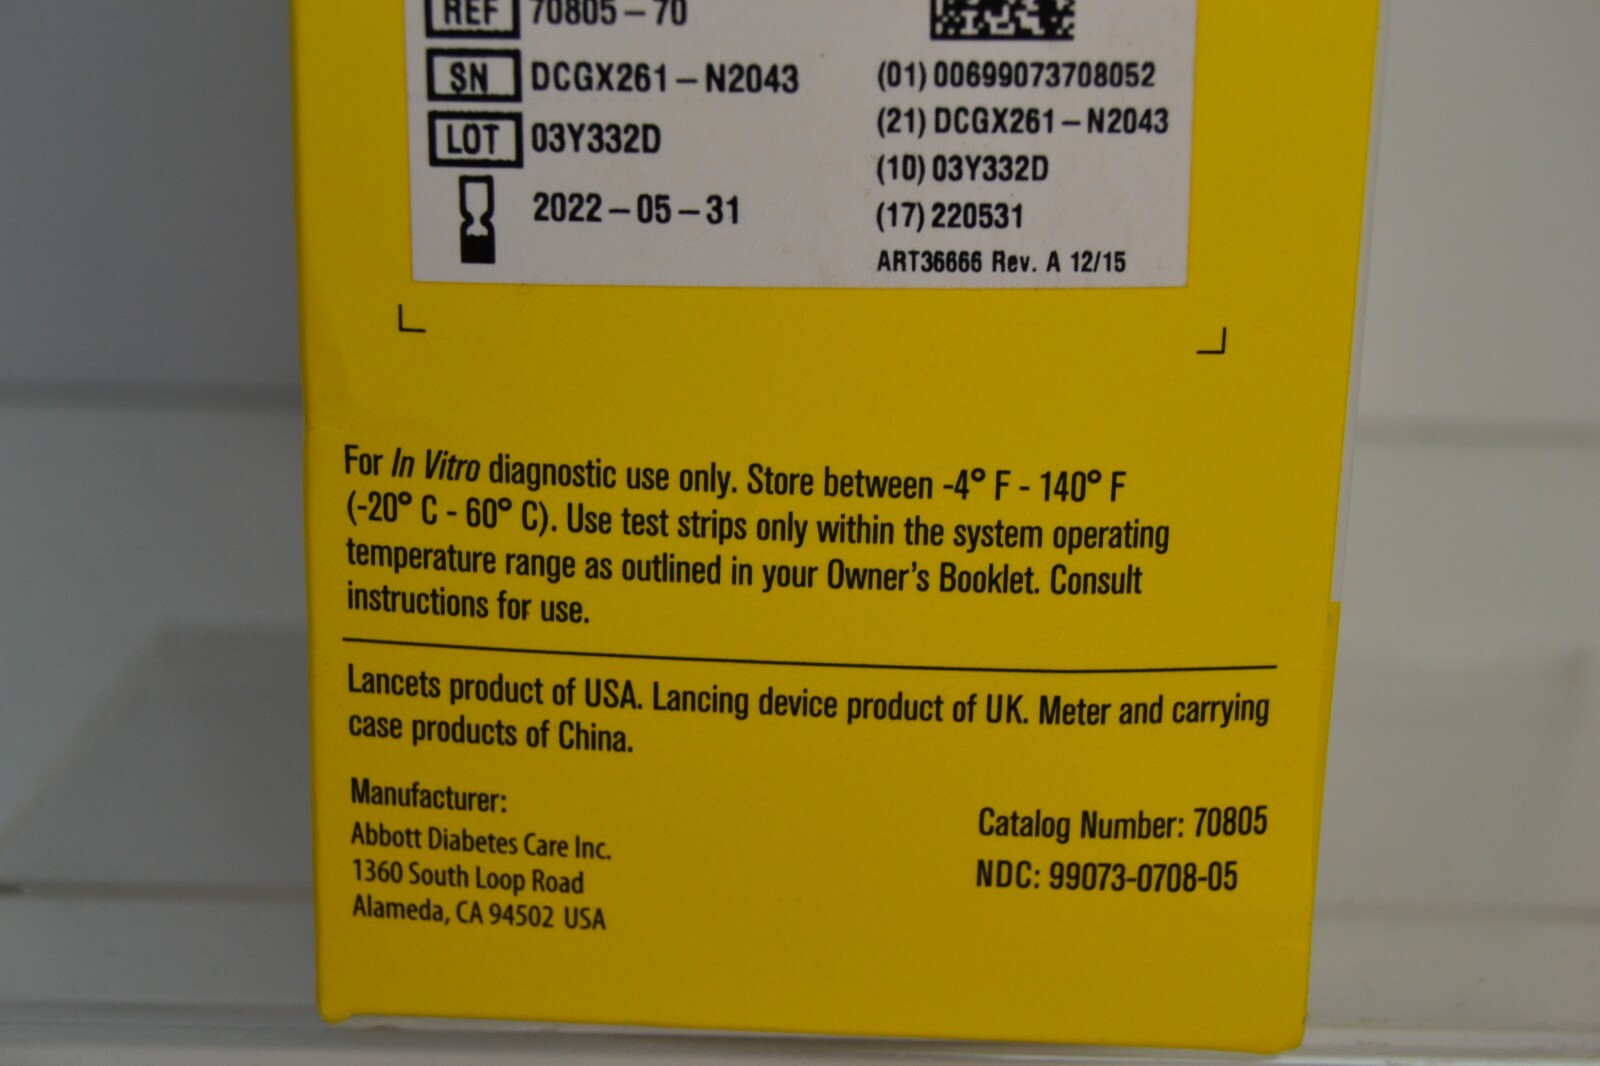 REF 70805-70
SN DCGX261-N2043
LOT 03Y332D
2022-05-31
(01) 00699073708052
(21) DCGX261-N2043
(10) 03Y332D
(17) 220531
ART36666 Rev. A 12/15
For In Vitro diagnostic use only. Store between -4° F - 140° F
(-20° C - 60° C). Use test strips only within the system operating
temperature range as outlined in your Owner's Booklet. Consult
instructions for use.
Lancets product of USA. Lancing device product of UK. Meter and carrying
case products of China.
Manufacturer:
Abbott Diabetes Care Inc.
1360 South Loop Road
Alameda, CA 94502 USA
Catalog Number: 70805
NDC: 99073-0708-05